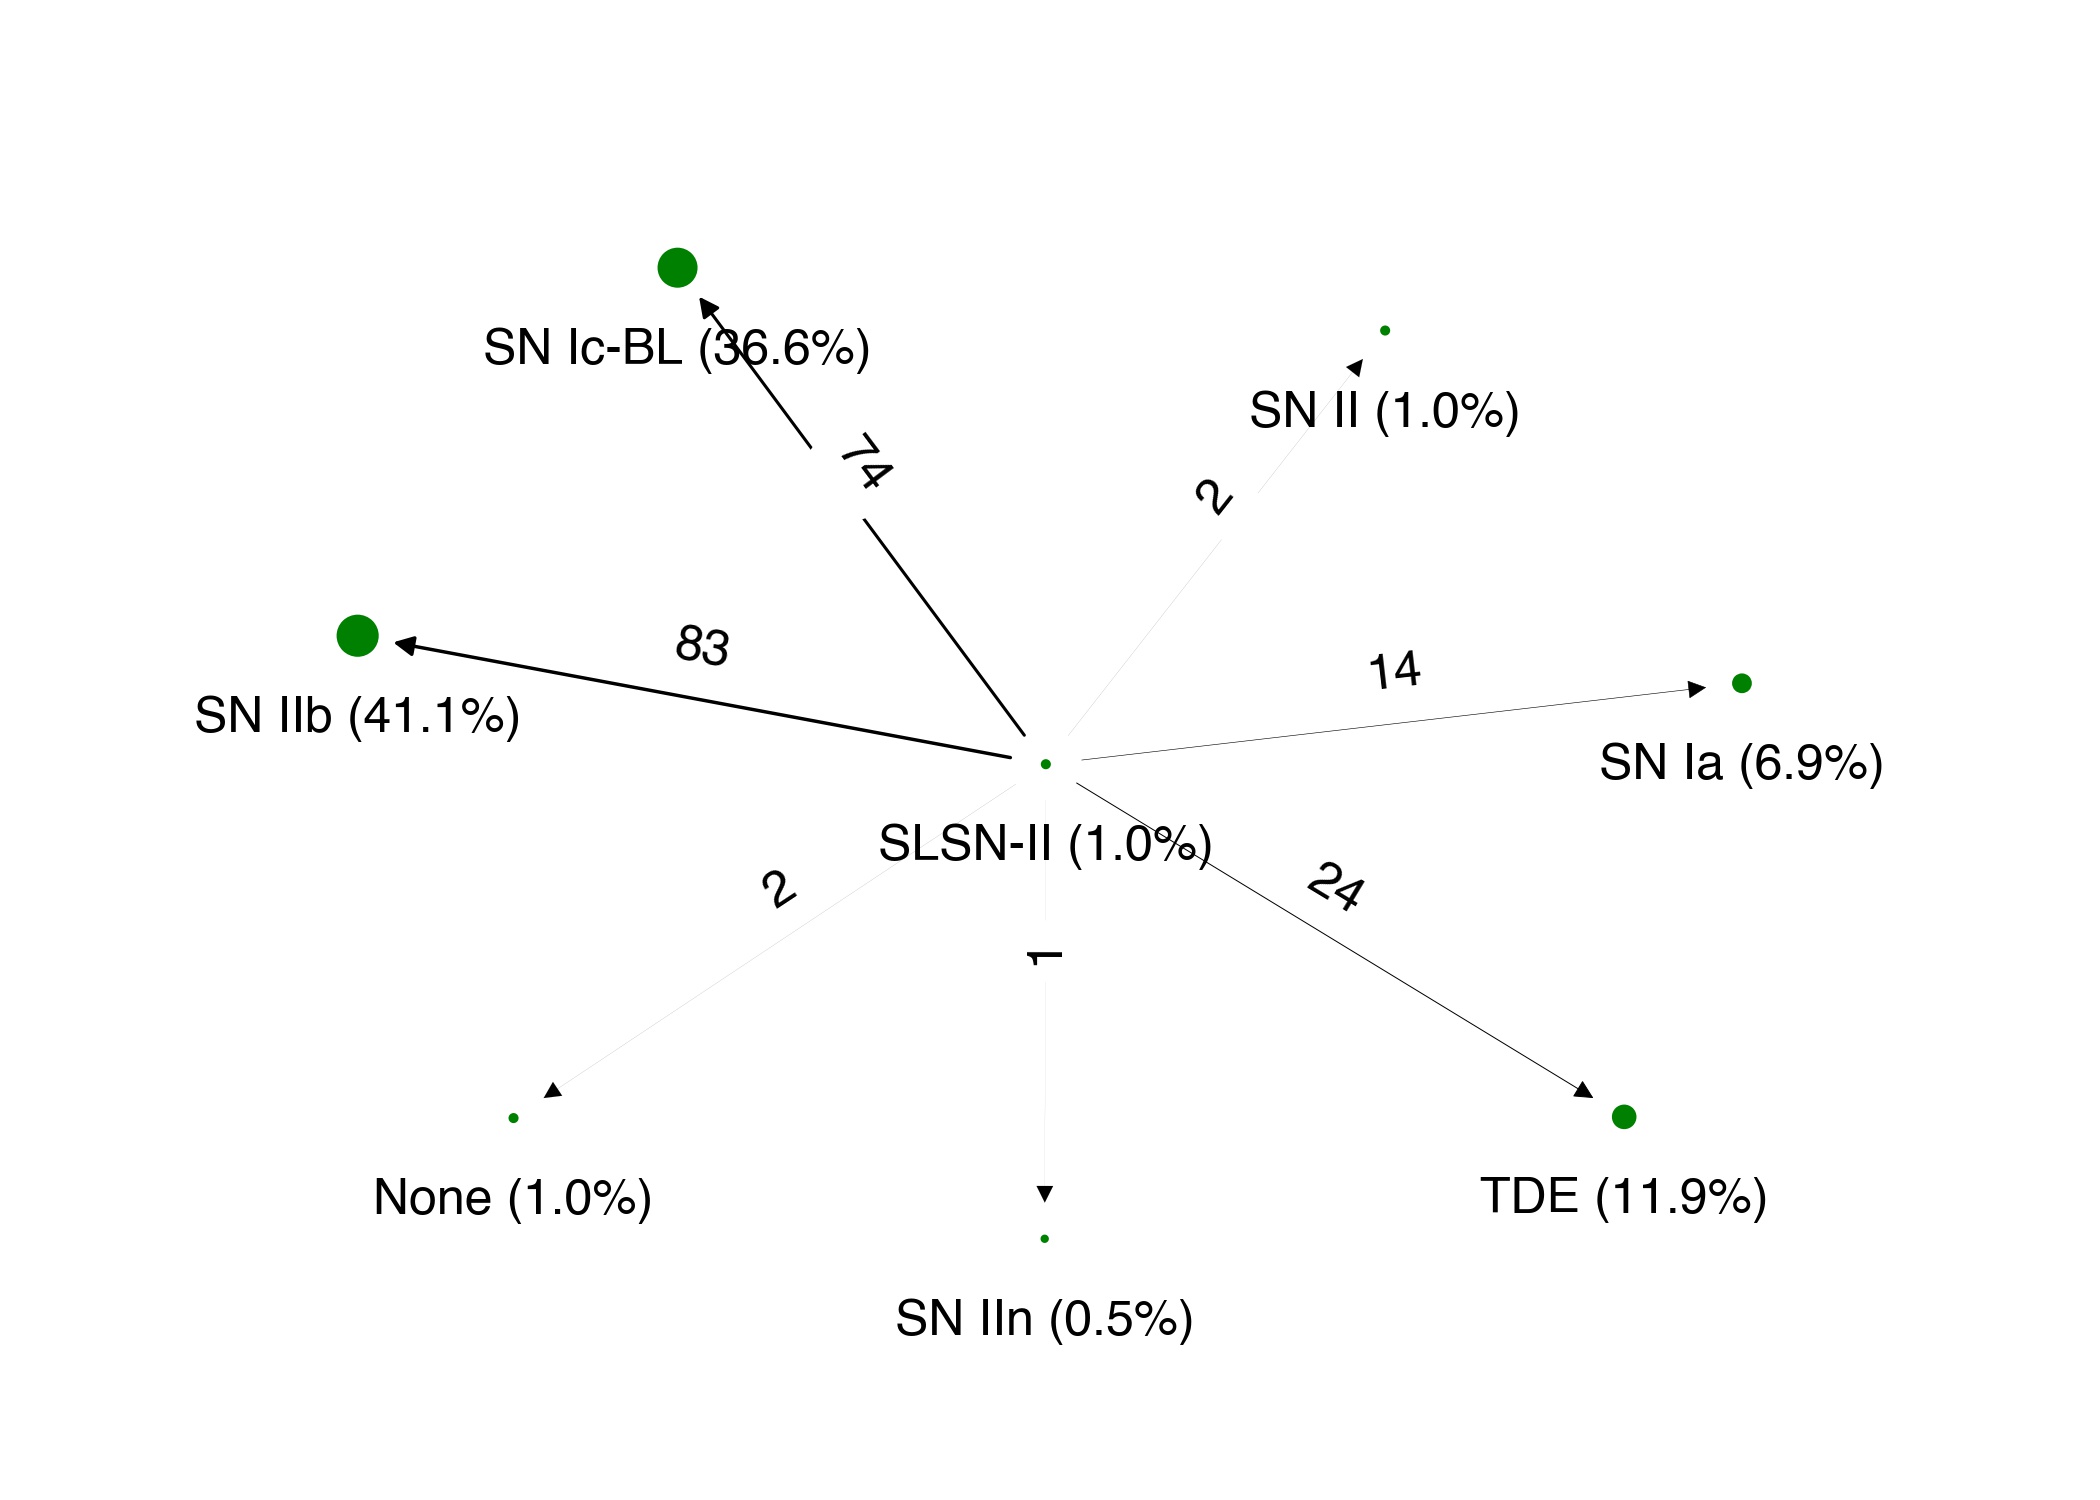 SN Ic-BL (36.6%)
SN II (1.0%)
74
2
83
14
SN IIb (41.1%)
SN Ia (6.9%)
SLSN-II (1.0%)
2
24
1
None (1.0%)
TDE (11.9%)
SN IIn (0.5%)